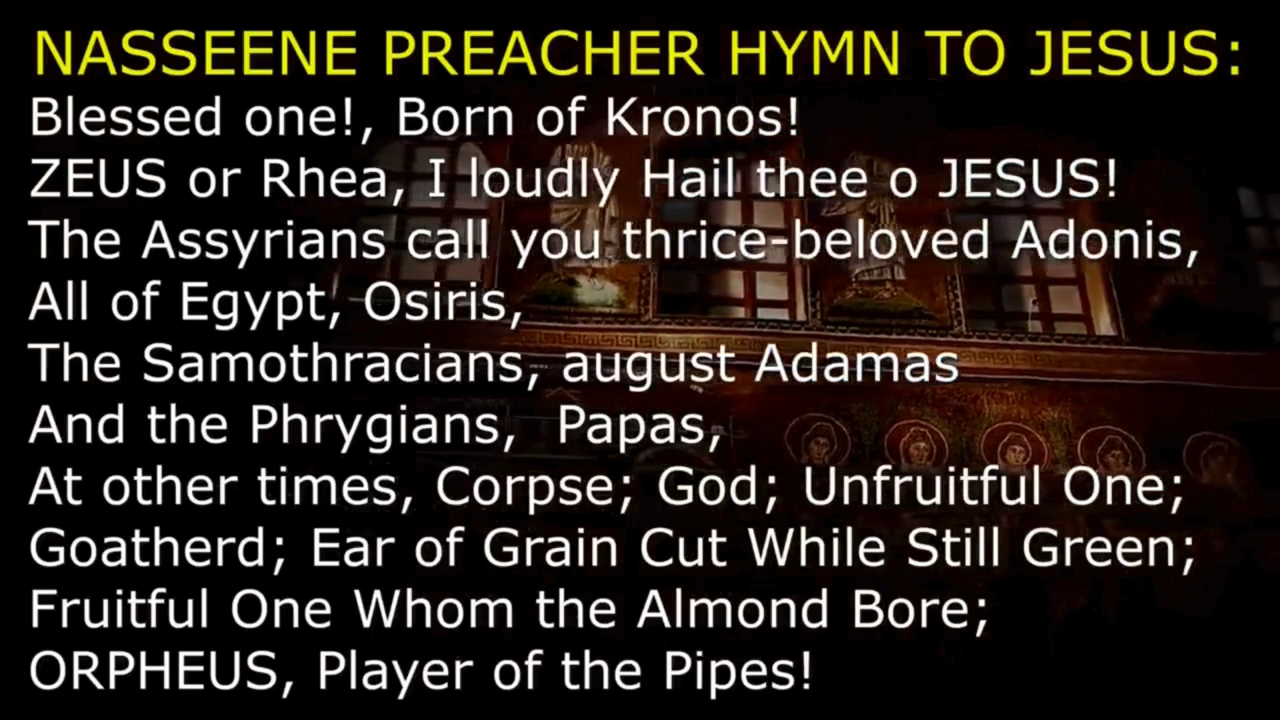 NASSEENE PREACHER HYMN TO JESUS:
Blessed one!, Born of Kronos!
ZEUS or Rhea, I loudly Hail thee o JESUS!
The Assyrians call you thrice-beloved Adonis,
All of Egypt, Osiris,
The Samothracians, august Adamas
And the Phrygians, Papas,
At other times, Corpse; God; Unfruitful One;
Goatherd; Ear of Grain Cut While Still Green;
Fruitful One Whom the Almond Bore;
ORPHEUS, Player of the Pipes!